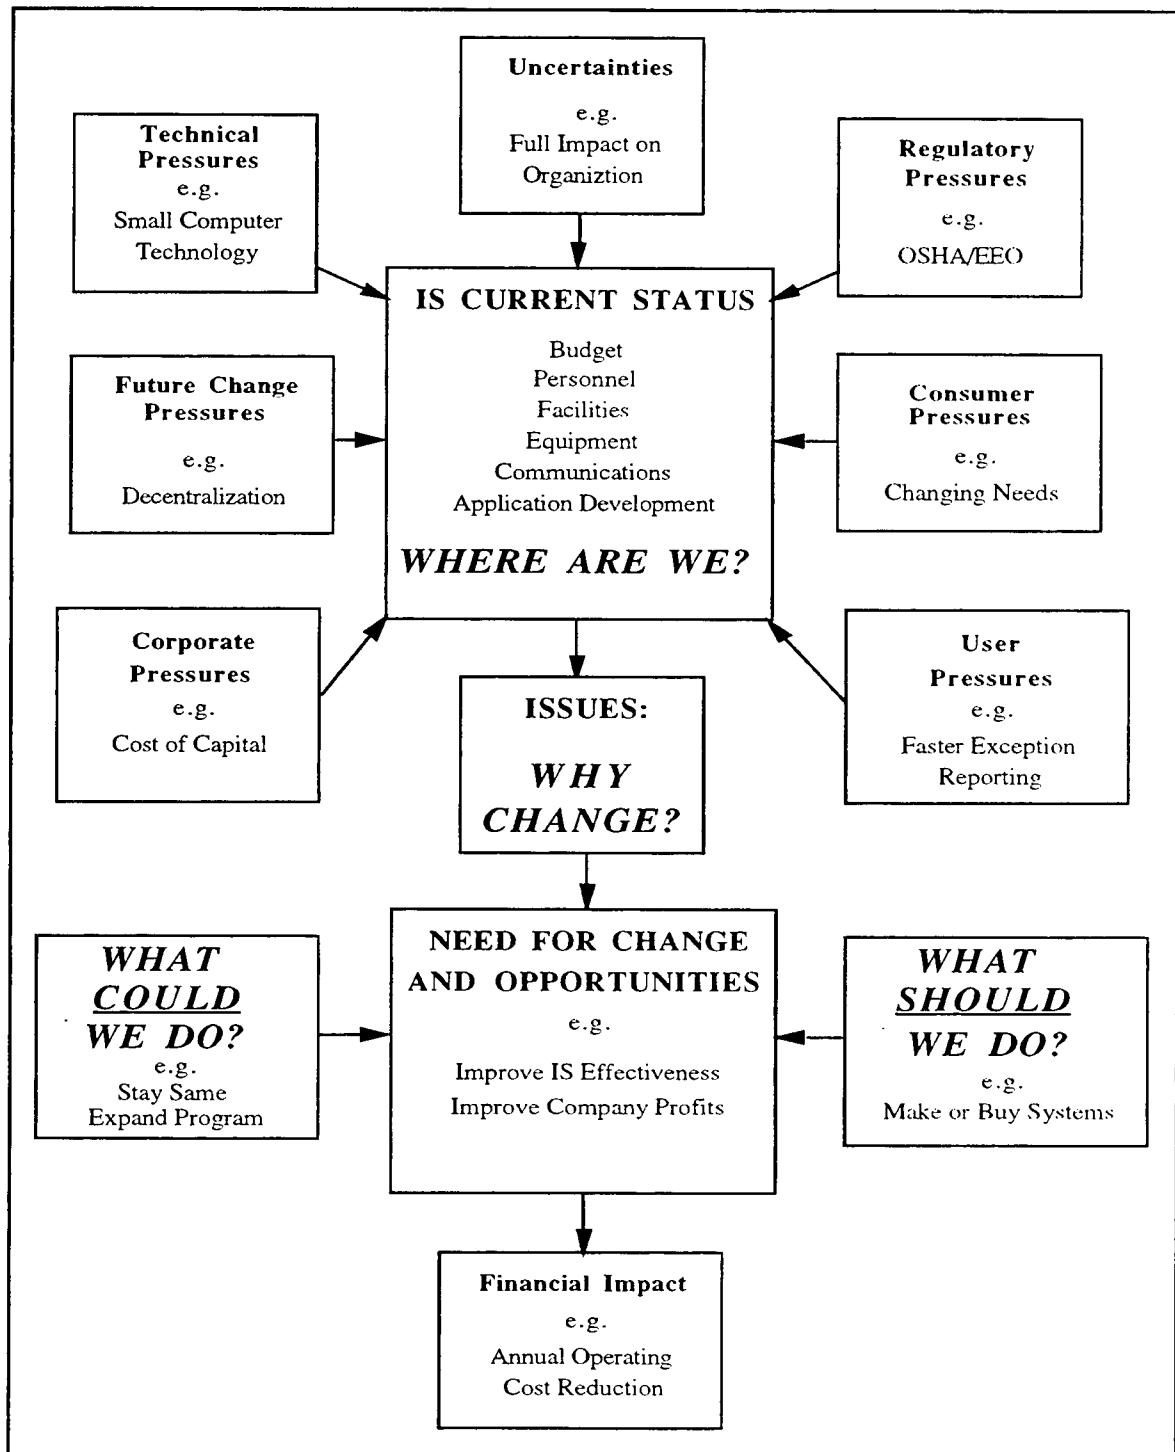 Uncertainties
e.g.
Full Impact on
Organiztion
Technical
Pressures
e.g.
Small Computer
Technology
Regulatory
Pressures
e.g.
OSHA/EEO
IS CURRENT STATUS
Budget
Personnel
Facilities
Equipment
Communications
Application Development
WHERE ARE WE?
Future Change
Pressures
e.g.
Decentralization
Consumer
Pressures
e.g.
Changing Needs
Corporate
Pressures
e.g.
Cost of Capital
ISSUES:
WHY
CHANGE?
User
Pressures
e.g.
Faster Exception
Reporting
WHAT
COULD
WE DO?
e.g.
Stay Same
Expand Program
NEED FOR CHANGE
AND OPPORTUNITIES
e.g.
Improve IS Effectiveness
Improve Company Profits
WHAT
SHOULD
WE DO?
e.g.
Make or Buy Systems
Financial Impact
e.g.
Annual Operating
Cost Reduction